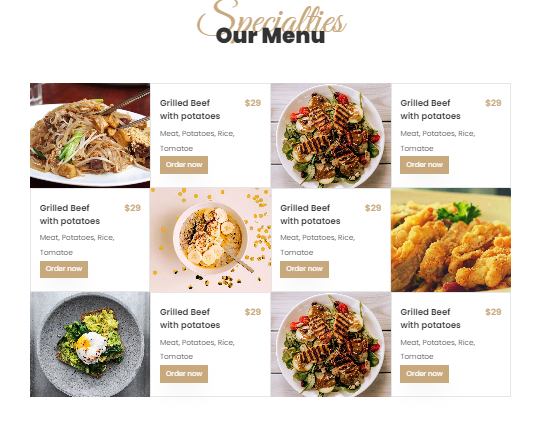 Specialties
Our Menu
Grilled Beef with potatoes $29
Meat, Potatoes, Rice, Tomatoe
Order now
Grilled Beef with potatoes $29
Meat, Potatoes, Rice, Tomatoe
Order now
Grilled Beef with potatoes $29
Meat, Potatoes, Rice, Tomatoe
Order now
Grilled Beef with potatoes $29
Meat, Potatoes, Rice, Tomatoe
Order now
Grilled Beef with potatoes $29
Meat, Potatoes, Rice, Tomatoe
Order now
Grilled Beef with potatoes $29
Meat, Potatoes, Rice, Tomatoe
Order now